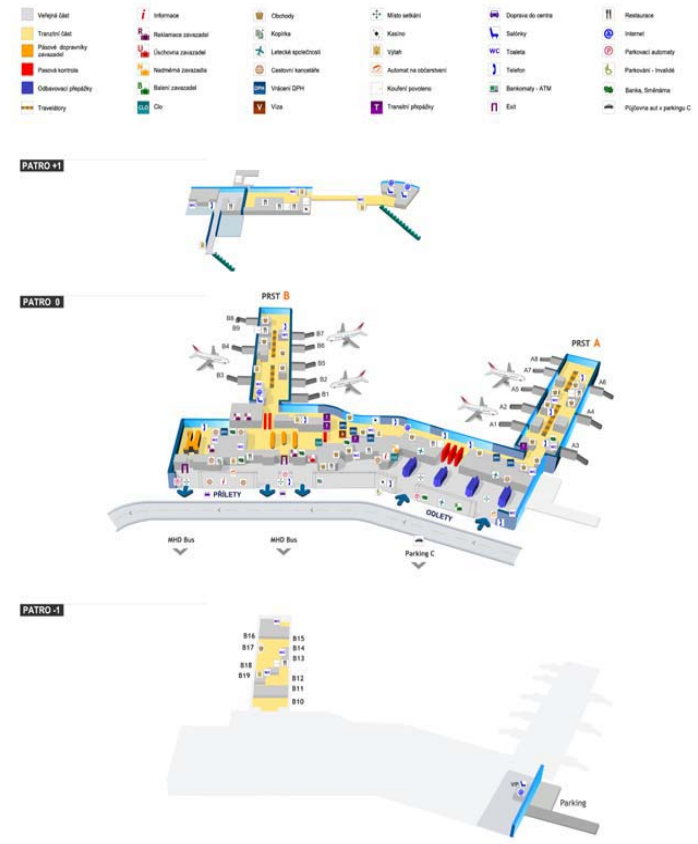 Veřejná část
Tranzitní část
Pásové dopravníky
zavazadel
Pasová kontrola
Odbavovací přepážky
Travelátory
i Informace
R Reklamace zavazadel
U Úschovna zavazadel
N Nadměrná zavazadla
B Balení zavazadel
CLO Clo
Obchody
Kopírka
Letecké společnosti
Cestovní kanceláře
DPH Vrácení DPH
V Víza
Místo setkání
Kasíno
Výtah
Automat na občerstvení
Kouření povoleno
T Transitní přepážky
Doprava do centra
Salónky
WC Toaleta
Telefon
Bankomaty - ATM
Exit
Restaurace
@ Internet
P Parkovací automaty
Parkování - Invalidé
Banka, Směnárna
Půjčovna aut v parkingu C
PATRO +1
PATRO 0
PRST B
B8
B9
B7
B4
B6
B5
B3
B2
B1
PRST A
A8
A7
A6
A5
A2
A4
A1
A3
PŘÍLETY
ODLETY
MHD Bus
MHD Bus
Parking C
PATRO -1
B16
B15
B17
B14
B13
B18
B19
B12
B11
B10
VIP
Parking